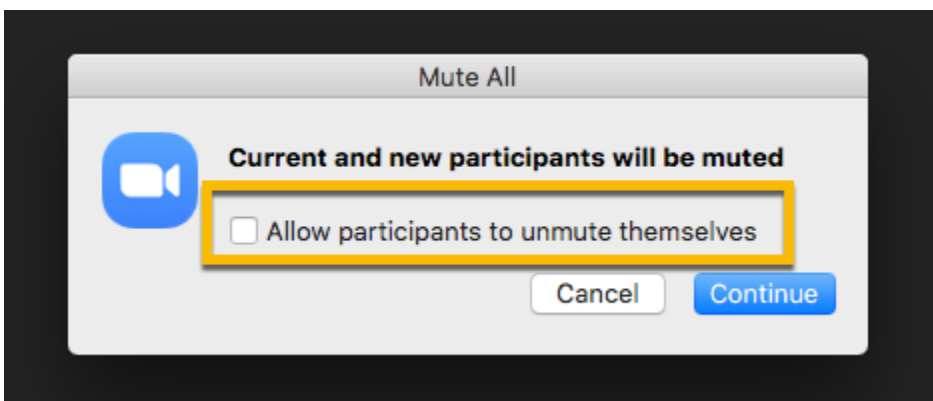 Mute All
Current and new participants will be muted
Allow participants to unmute themselves
Cancel Continue